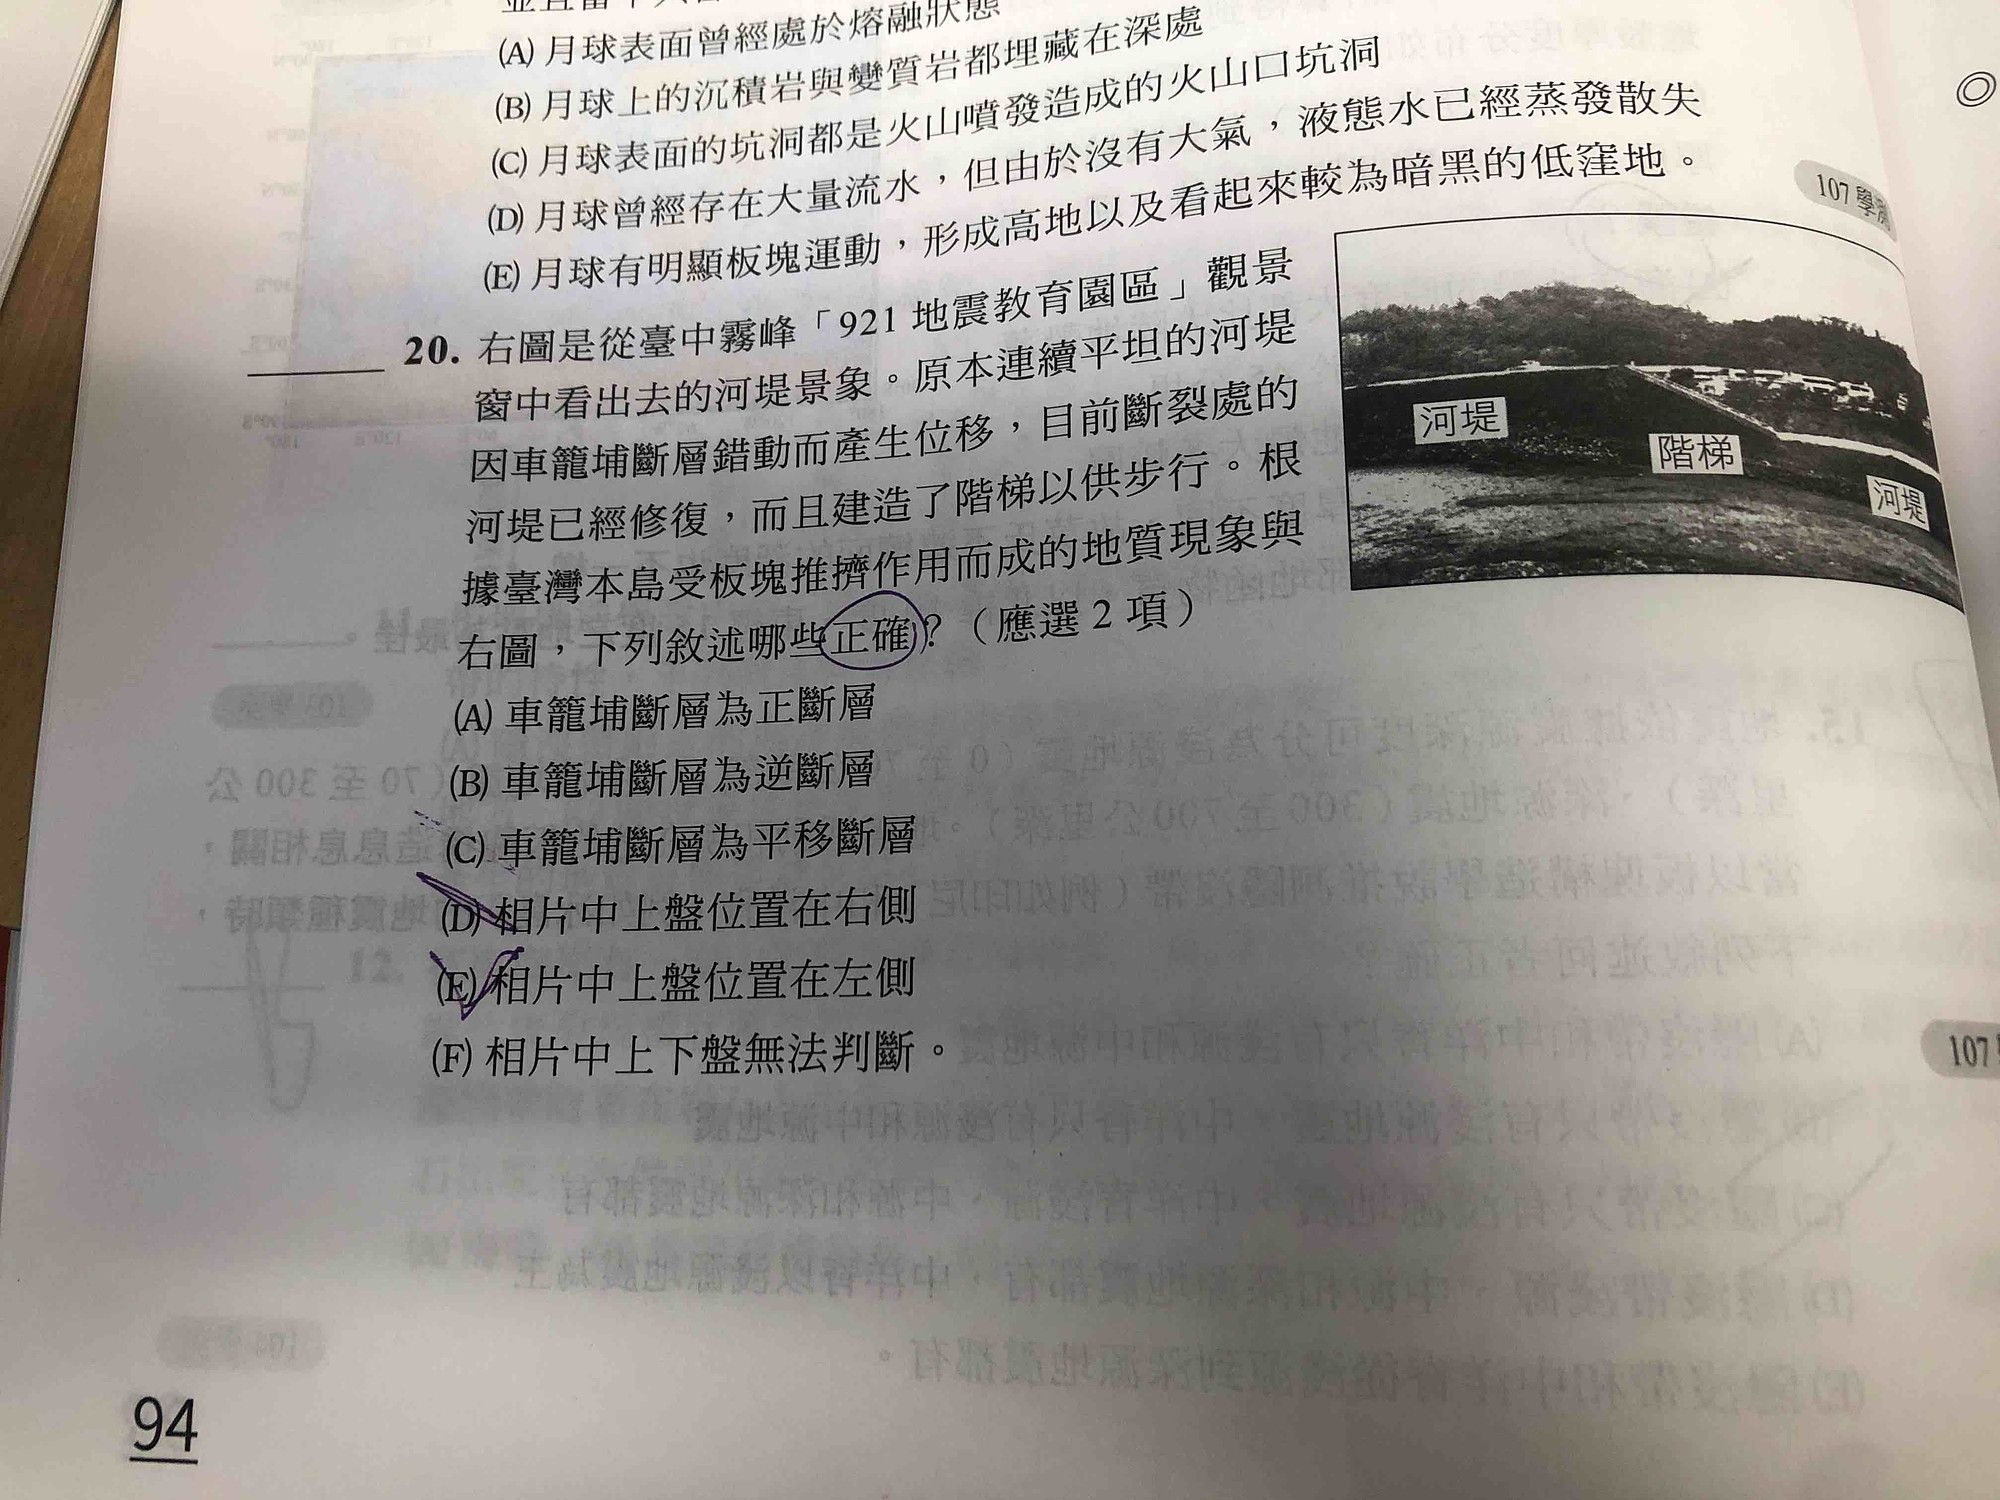 (A) 月球表面曾經處於熔融狀態
(B) 月球上的沉積岩與變質岩都埋藏在深處
(C) 月球表面的坑洞都是火山噴發造成的火山口坑洞
(D) 月球曾經存在大量流水，但由於沒有大氣，液態水已經蒸發散失
(E) 月球有明顯板塊運動，形成高地以及看起來較為暗黑的低窪地。
107 學測
20. 右圖是從臺中霧峰「921 地震教育園區」觀景
窗中看出去的河堤景象。原本連續平坦的河堤
因車籠埔斷層錯動而產生位移，目前斷裂處的
河堤已經修復，而且建造了階梯以供步行。根
據臺灣本島受板塊推擠作用而成的地質現象與
右圖，下列敘述哪些正確？（應選 2 項）
河堤
階梯
河堤
(A) 車籠埔斷層為正斷層
(B) 車籠埔斷層為逆斷層
(C) 車籠埔斷層為平移斷層
(D) 相片中上盤位置在右側
(E) 相片中上盤位置在左側
(F) 相片中上下盤無法判斷。
107
94